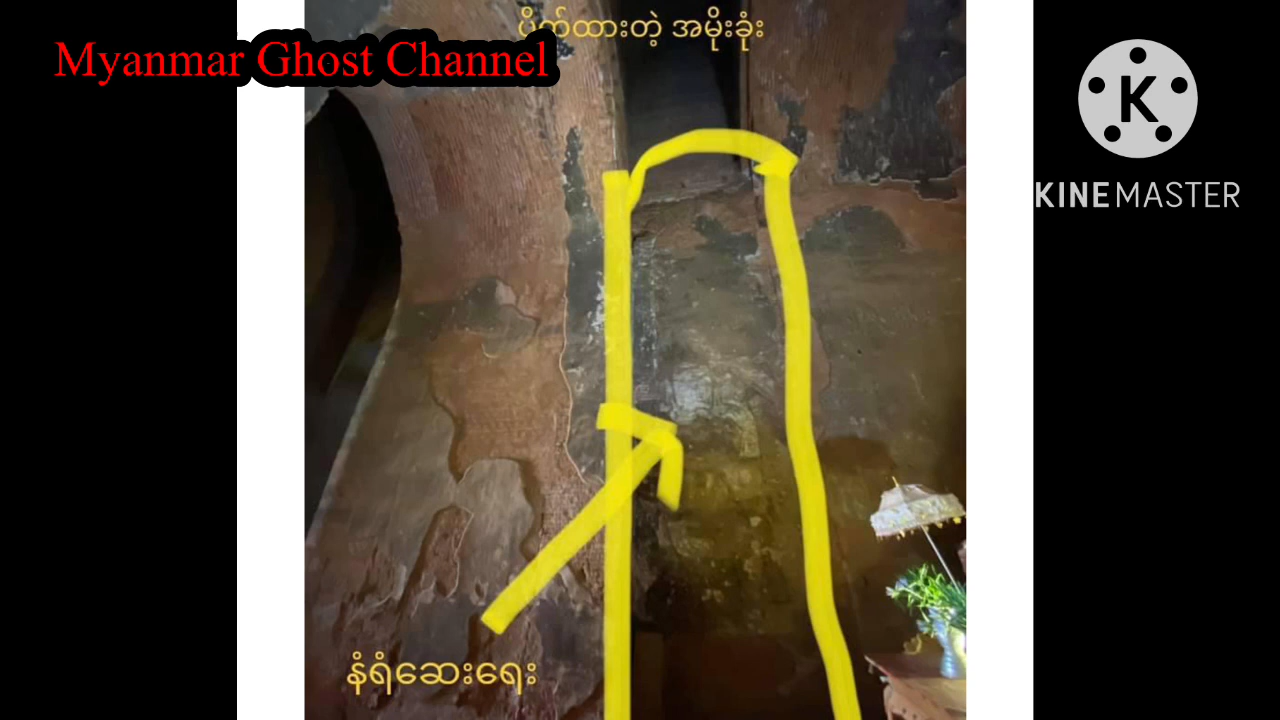 ပိတ်ထားတဲ့ အမိုးခုံး
Myanmar Ghost Channel
K
KINEMASTER
နံရံဆေးရေး